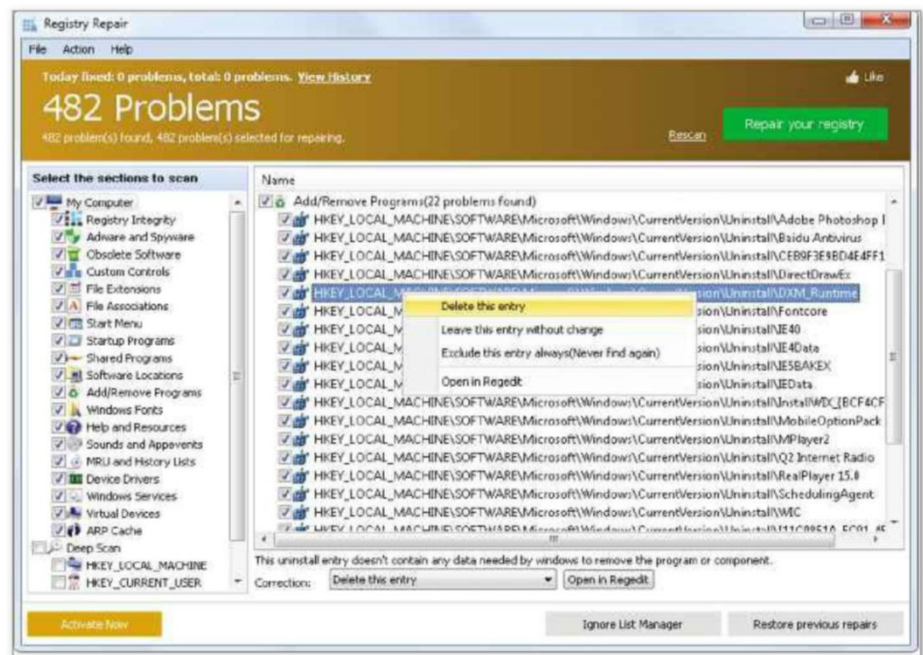 Registry Repair
File Action Help
Today fixed: 0 problems, total: 0 problems. View History
Like
482 Problems
482 problem(s) found, 482 problem(s) selected for repairing.
Rescan
Repair your registry
Select the sections to scan
My Computer
Registry Integrity
Adware and Spyware
Obsolete Software
Custom Controls
File Extensions
File Associations
Start Menu
Startup Programs
Shared Programs
Software Locations
Add/Remove Programs
Windows Fonts
Help and Resources
Sounds and Appevents
MRU and History Lists
Device Drivers
Windows Services
Virtual Devices
ARP Cache
Deep Scan
HKEY_LOCAL_MACHINE
HKEY_CURRENT_USER
Name
Add/Remove Programs(22 problems found)
HKEY_LOCAL_MACHINE\SOFTWARE\Microsoft\Windows\CurrentVersion\Uninstall\Adobe Photoshop
HKEY_LOCAL_MACHINE\SOFTWARE\Microsoft\Windows\CurrentVersion\Uninstall\Baidu Antivirus
HKEY_LOCAL_MACHINE\SOFTWARE\Microsoft\Windows\CurrentVersion\Uninstall\CEB9F3E9BD4E4FF1
HKEY_LOCAL_MACHINE\SOFTWARE\Microsoft\Windows\CurrentVersion\Uninstall\DirectDrawEx
HKEY_LOCAL_M sion\Uninstall\DXM_Runtime
HKEY_LOCAL_M sion\Uninstall\Fontcore
HKEY_LOCAL_M sion\Uninstall\IE40
HKEY_LOCAL_M sion\Uninstall\IE4Data
HKEY_LOCAL_M sion\Uninstall\IE5BAKEX
HKEY_LOCAL_M sion\Uninstall\IEData
HKEY_LOCAL_MACHINE\SOFTWARE\Microsoft\Windows\CurrentVersion\Uninstall\InstallWIX_{BCF4CF
HKEY_LOCAL_MACHINE\SOFTWARE\Microsoft\Windows\CurrentVersion\Uninstall\MobileOptionPack
HKEY_LOCAL_MACHINE\SOFTWARE\Microsoft\Windows\CurrentVersion\Uninstall\MPlayer2
HKEY_LOCAL_MACHINE\SOFTWARE\Microsoft\Windows\CurrentVersion\Uninstall\Q2 Internet Radio
HKEY_LOCAL_MACHINE\SOFTWARE\Microsoft\Windows\CurrentVersion\Uninstall\RealPlayer 15.0
HKEY_LOCAL_MACHINE\SOFTWARE\Microsoft\Windows\CurrentVersion\Uninstall\SchedulingAgent
HKEY_LOCAL_MACHINE\SOFTWARE\Microsoft\Windows\CurrentVersion\Uninstall\WIC
Delete this entry
Leave this entry without change
Exclude this entry always(Never find again)
Open in Regedit
This uninstall entry doesn't contain any data needed by windows to remove the program or component.
Correction: Delete this entry Open in Regedit
Activate Now
Ignore List Manager
Restore previous repairs